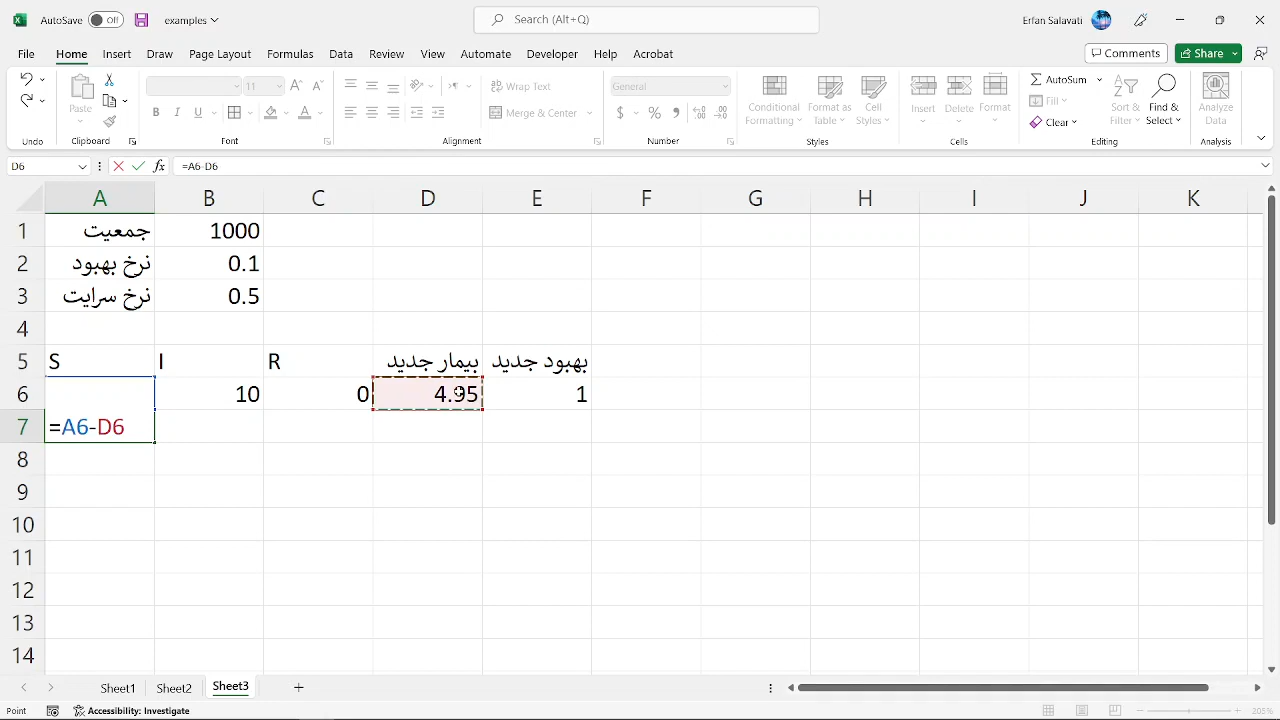 AutoSave Off examples Search (Alt+Q) Erfan Salavati
File Home Insert Draw Page Layout Formulas Data Review View Automate Developer Help Acrobat Comments Share
Paste 11 Wrap Text General Conditional Formatting Format as Table Cell Styles Insert Delete Format AutoSum Sort & Filter Find & Select Analyze Data
B I U Merge & Center $ % Fill
Clear
Undo Clipboard Font Alignment Number Styles Cells Editing Analysis
D6 fx =A6-D6
A B C D E F G H I J K
1 جمعیت 1000
2 نرخ بهبود 0.1
3 نرخ سرایت 0.5
4
5 S I R بیمار جدید بهبود جدید
6 10 0 4.95 1
7 =A6-D6
8
9
10
11
12
13
14
Sheet1 Sheet2 Sheet3
Point Accessibility: Investigate 205%